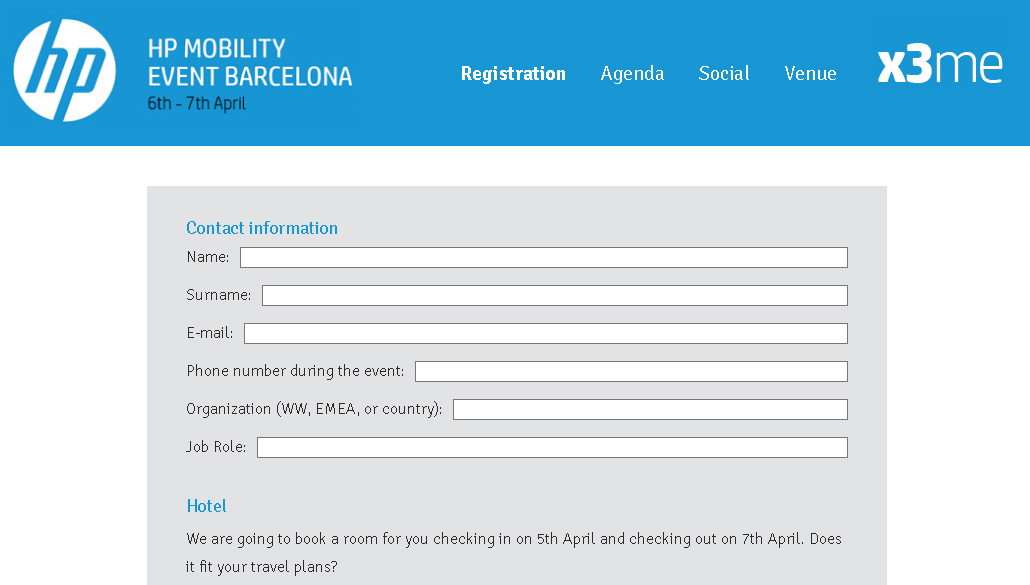 hp
HP MOBILITY
EVENT BARCELONA
6th - 7th April
Registration Agenda Social Venue
x3me
Contact information
Name:
Surname:
E-mail:
Phone number during the event:
Organization (WW, EMEA, or country):
Job Role:
Hotel
We are going to book a room for you checking in on 5th April and checking out on 7th April. Does
it fit your travel plans?